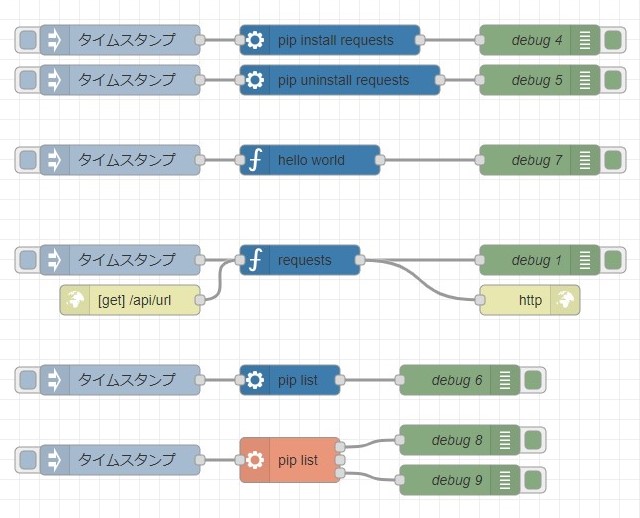 タイムスタンプ pip install requests debug 4
タイムスタンプ pip uninstall requests debug 5
タイムスタンプ hello world debug 7
タイムスタンプ requests debug 1
[get] /api/url http
タイムスタンプ pip list debug 6
debug 8
タイムスタンプ pip list
debug 9